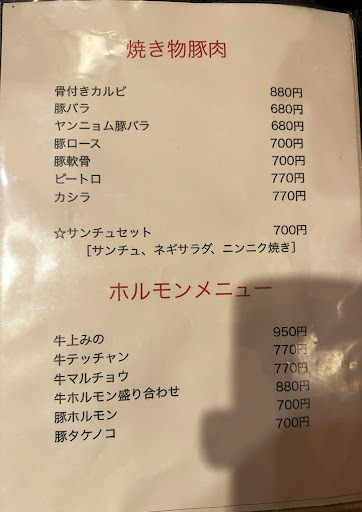 焼き物豚肉
骨付きカルビ 880円
豚バラ 680円
ヤンニョム豚バラ 680円
豚ロース 700円
豚軟骨 700円
ピートロ 770円
カシラ 770円
☆サンチュセット 700円
[サンチュ、ネギサラダ、ニンニク焼き]
ホルモンメニュー
牛上みの 950円
牛テッチャン 770円
牛マルチョウ 770円
牛ホルモン盛り合わせ 880円
豚ホルモン 700円
豚タケノコ 700円